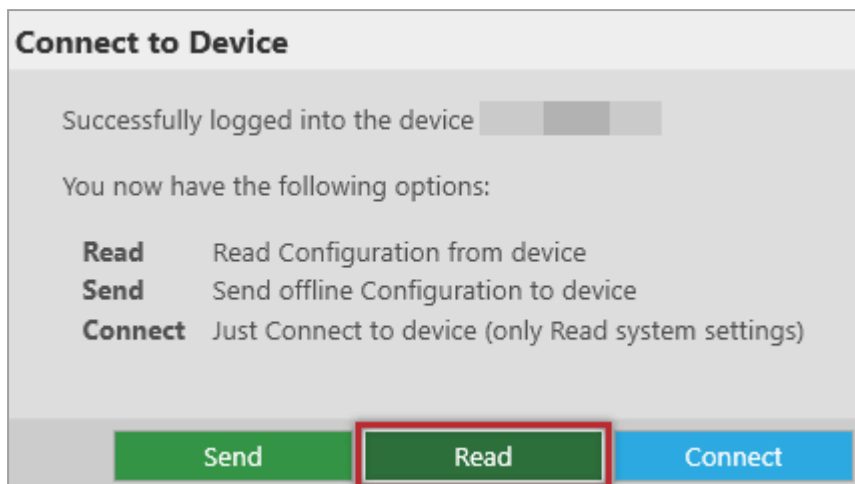 Connect to Device
Successfully logged into the device
You now have the following options:
Read Read Configuration from device
Send Send offline Configuration to device
Connect Just Connect to device (only Read system settings)
Send Read Connect